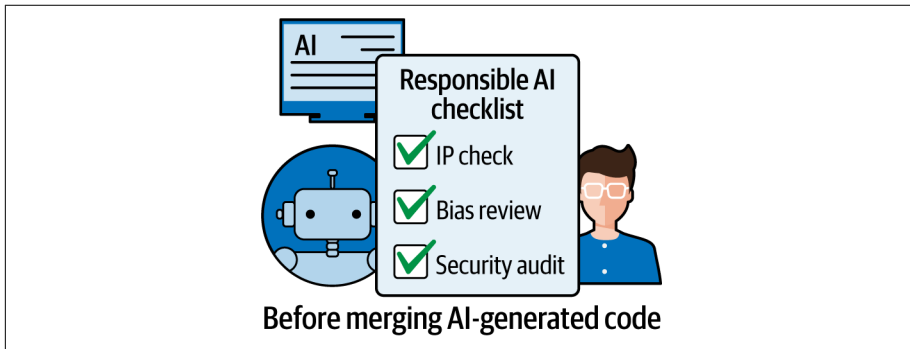 AI
Responsible AI
checklist
IP check
Bias review
Security audit
Before merging AI-generated code